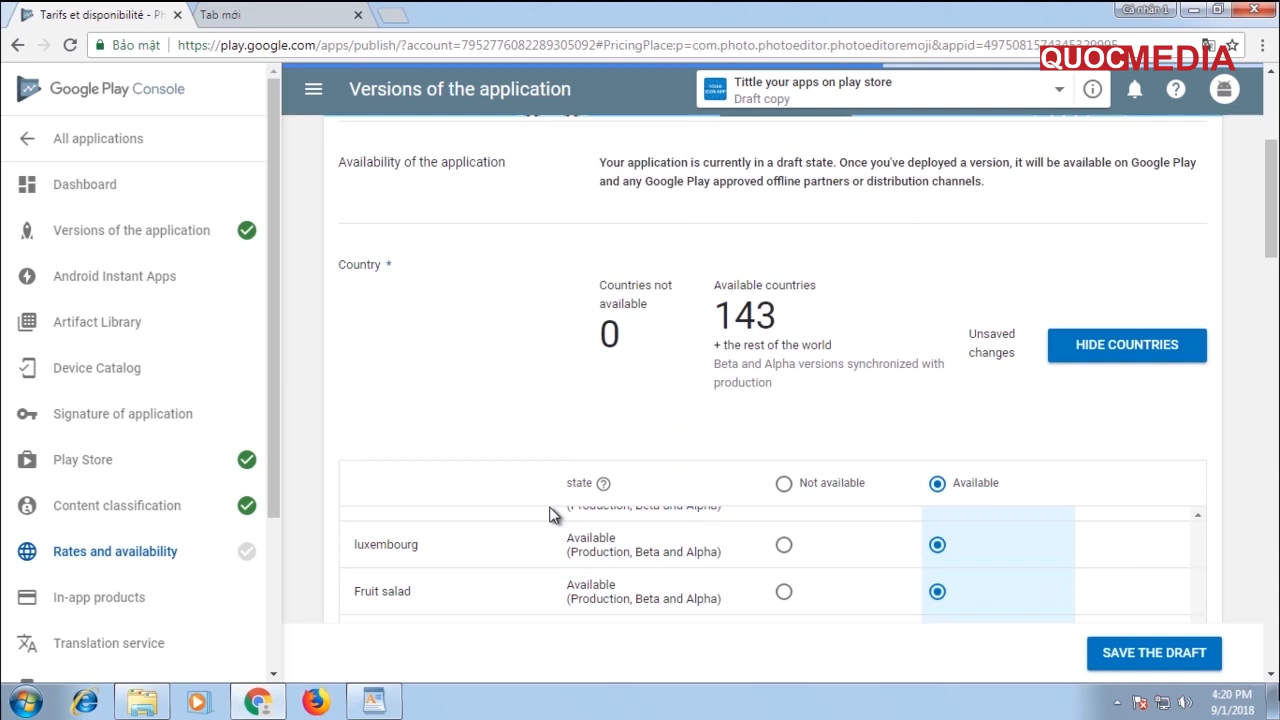 Tarifs et disponibilité - Ph
Tab mới
Cá nhân 1
Bảo mật
https://play.google.com/apps/publish/?account=7952778282289305092#PricingPlace:p=com.photo.photoeditor.photoeditoremoji&appid=4975081574345329995
QUOCMEDIA
Google Play Console
Versions of the application
Tittle your apps on play store
Draft copy
All applications
Dashboard
Versions of the application
Android Instant Apps
Artifact Library
Device Catalog
Signature of application
Play Store
Content classification
Rates and availability
In-app products
Translation service
Availability of the application
Your application is currently in a draft state. Once you've deployed a version, it will be available on Google Play
and any Google Play approved offline partners or distribution channels.
Country *
Countries not
available
0
Available countries
143
+ the rest of the world
Beta and Alpha versions synchronized with
production
Unsaved
changes
HIDE COUNTRIES
state
Not available
Available
(Production, Beta and Alpha)
luxembourg
Available
(Production, Beta and Alpha)
Fruit salad
Available
(Production, Beta and Alpha)
SAVE THE DRAFT
4:20 PM
9/1/2018